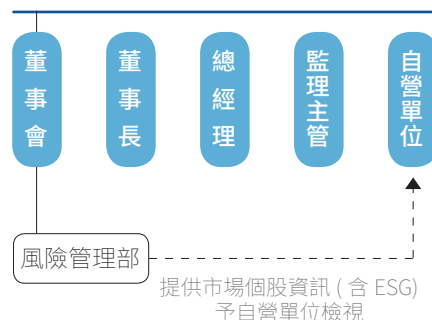 董事會
董事長
總經理
監理主管
自營單位
風險管理部
提供市場個股資訊 ( 含 ESG)
予自營單位檢視